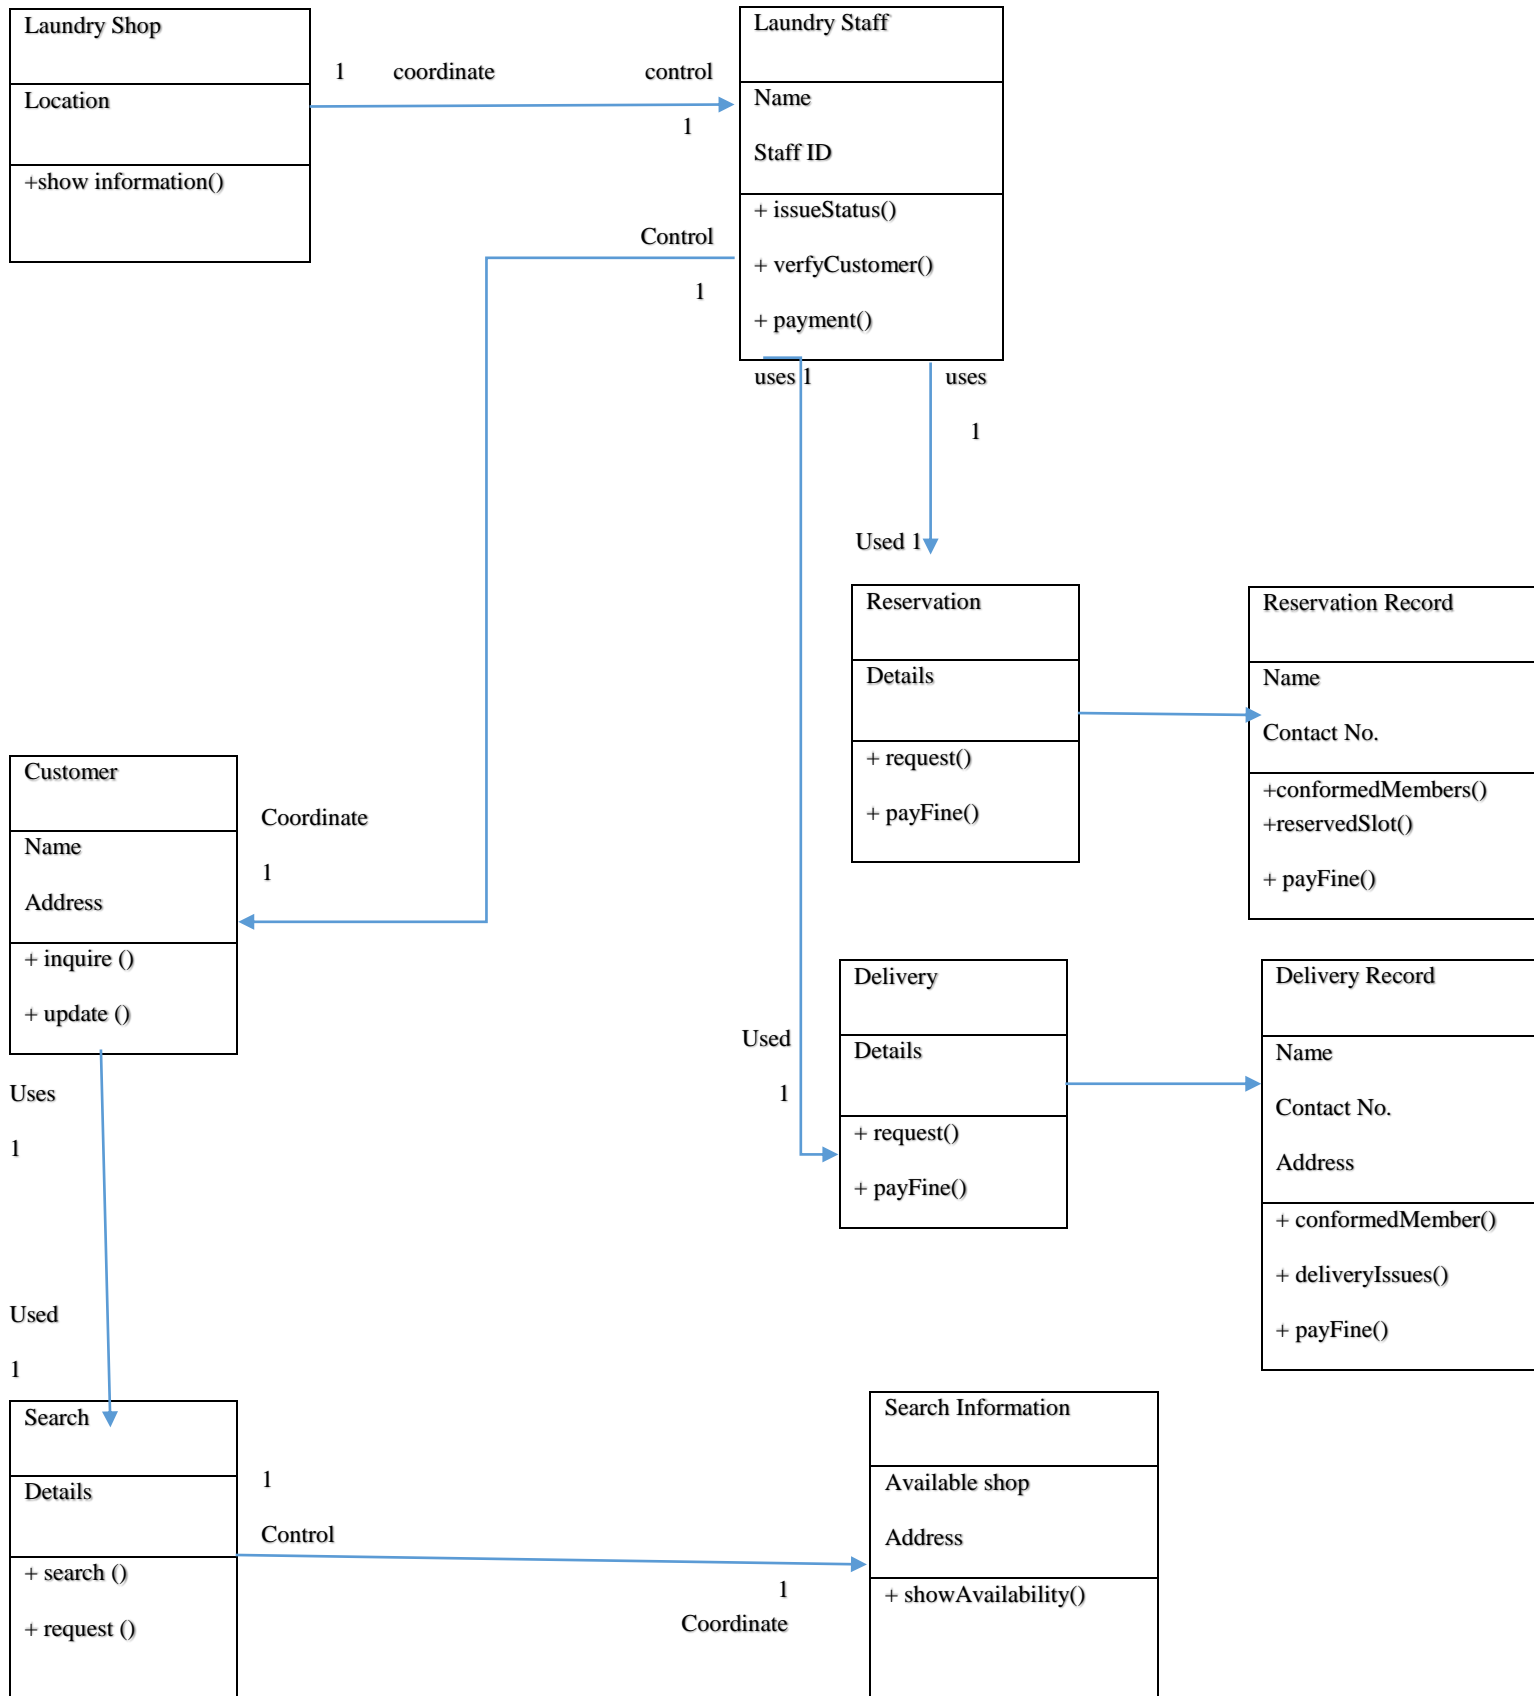 Laundry Shop
Location
+show information()
1 coordinate control
1
Laundry Staff
Name
Staff ID
+ issueStatus()
+ verfyCustomer()
+ payment()
Control
1
uses 1
uses
1
Used 1
Reservation
Details
+ request()
+ payFine()
Reservation Record
Name
Contact No.
+conformedMembers()
+reservedSlot()
+ payFine()
Customer
Name
Address
+ inquire ()
+ update ()
Coordinate
1
Delivery
Details
+ request()
+ payFine()
Used
1
Delivery Record
Name
Contact No.
Address
+ conformedMember()
+ deliveryIssues()
+ payFine()
Uses
1
Used
1
Search
Details
+ search ()
+ request ()
1
Control
1
Coordinate
Search Information
Available shop
Address
+ showAvailability()